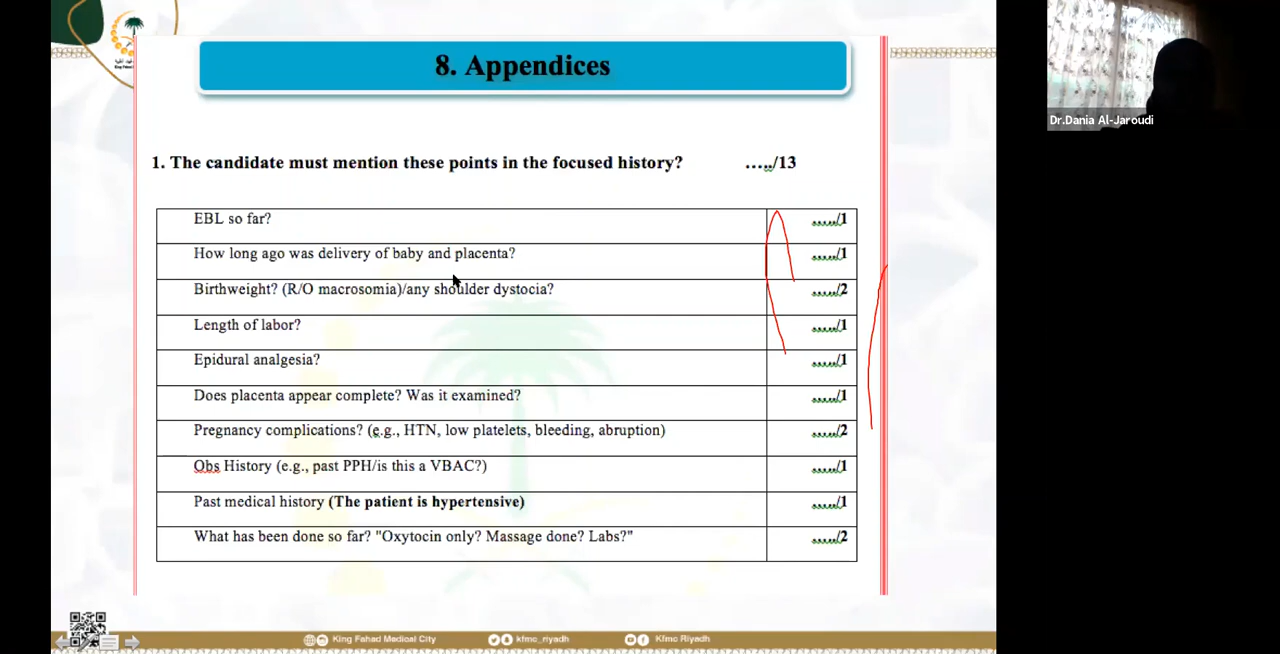 8. Appendices
1. The candidate must mention these points in the focused history? ...../13
EBL so far? ...../1
How long ago was delivery of baby and placenta? ...../1
Birthweight? (R/O macrosomia)/any shoulder dystocia? ...../2
Length of labor? ...../1
Epidural analgesia? ...../1
Does placenta appear complete? Was it examined? ...../1
Pregnancy complications? (e.g., HTN, low platelets, bleeding, abruption) ...../2
Obs History (e.g., past PPH/is this a VBAC?) ...../1
Past medical history (The patient is hypertensive) ...../1
What has been done so far? "Oxytocin only? Massage done? Labs?" ...../2
King Fahad Medical City kfmc_riyadh Kfmc Riyadh
Dr.Dania Al-Jaroudi